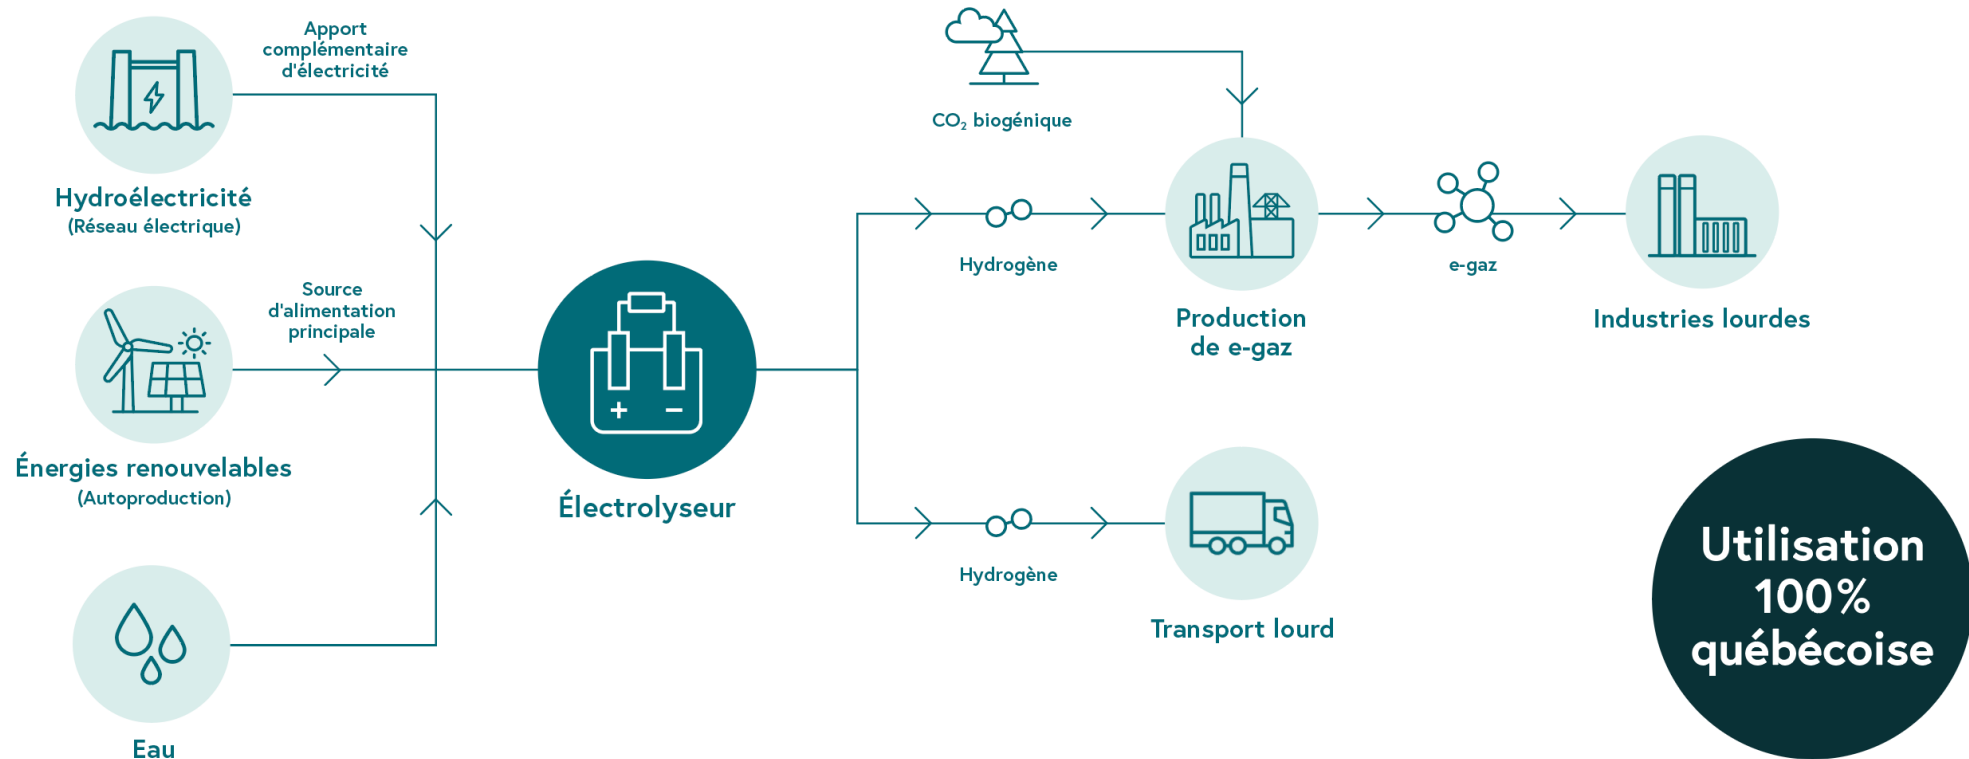 Apport
complémentaire
d'électricité
Hydroélectricité
(Réseau électrique)
Source
d'alimentation
principale
Énergies renouvelables
(Autoproduction)
Eau
+ −
Électrolyseur
CO₂ biogénique
Hydrogène
Production
de e-gaz
e-gaz
Industries lourdes
Hydrogène
Transport lourd
Utilisation
100%
québécoise